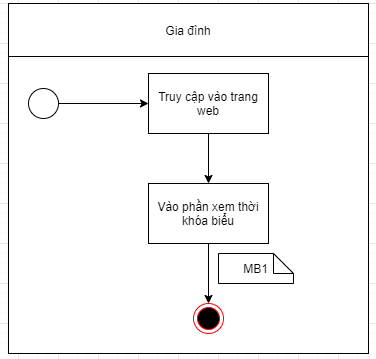 Gia đình
Truy cập vào trang
web
Vào phần xem thời
khóa biểu
MB1